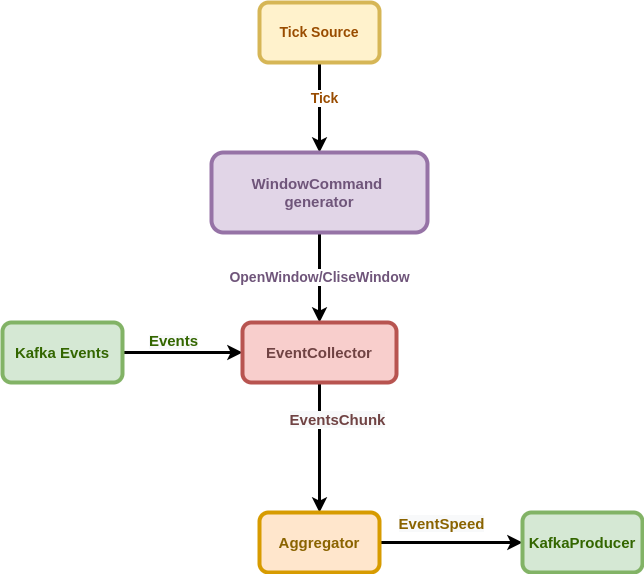 Tick Source
Tick
WindowCommand
generator
OpenWindow/CliseWindow
Kafka Events
Events
EventCollector
EventsChunk
Aggregator
EventSpeed
KafkaProducer